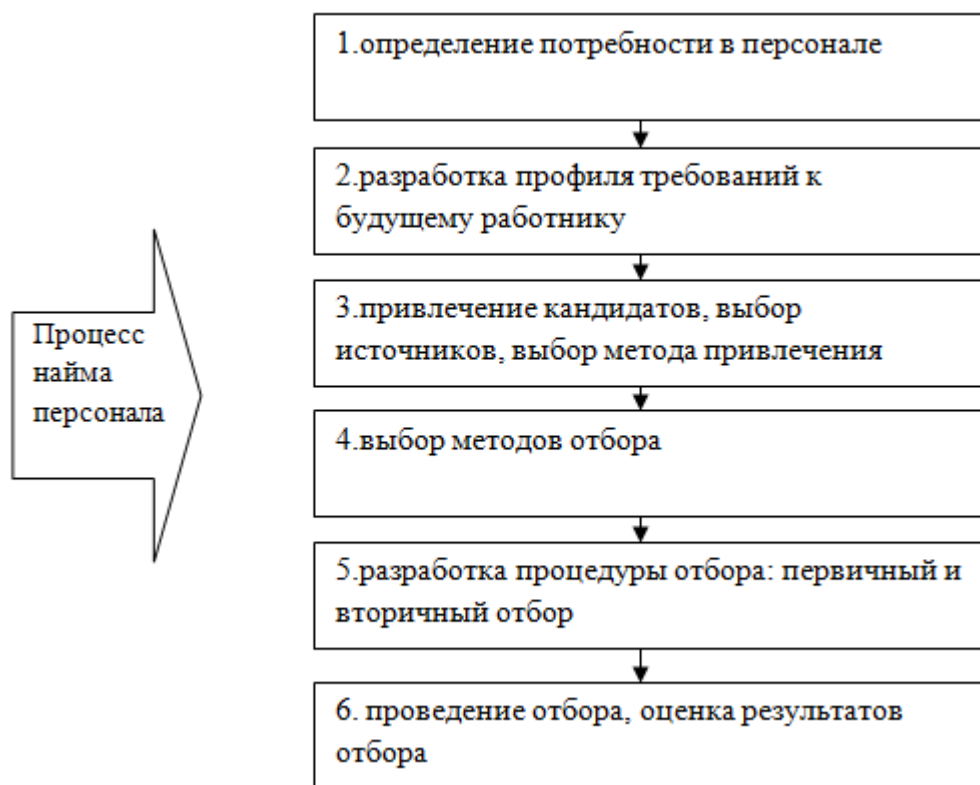 1.определение потребности в персонале
2.разработка профиля требований к
будущему работнику
3.привлечение кандидатов, выбор
источников, выбор метода привлечения
Процесс
найма
персонала
4.выбор методов отбора
5.разработка процедуры отбора: первичный и
вторичный отбор
6. проведение отбора, оценка результатов
отбора